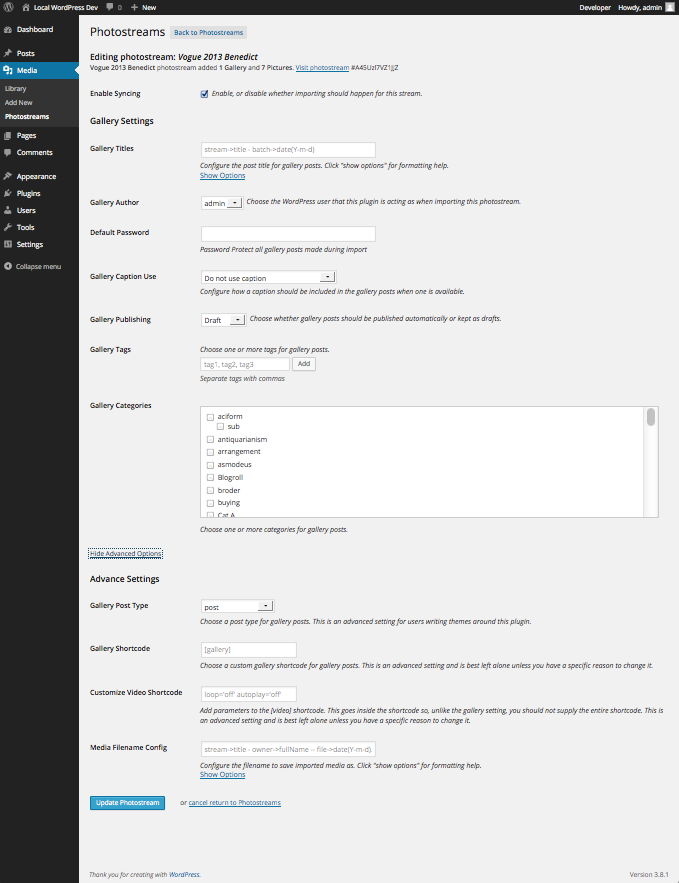 Local WordPress Dev 0 + New Developer Howdy, admin
Dashboard
Posts
Media
Library
Add New
Photostreams
Pages
Comments
Appearance
Plugins
Users
Tools
Settings
Collapse menu
Photostreams Back to Photostreams
Editing photostream: Vogue 2013 Benedict
Vogue 2013 Benedict photostream added 1 Gallery and 7 Pictures. Visit photostream #A45UzI7VZ1JJZ
Enable Syncing Enable, or disable whether importing should happen for this stream.
Gallery Settings
Gallery Titles stream->title - batch->date(Y-m-d)
Configure the post title for gallery posts. Click "show options" for formatting help.
Show Options
Gallery Author admin Choose the WordPress user that this plugin is acting as when importing this photostream.
Default Password
Password Protect all gallery posts made during import
Gallery Caption Use Do not use caption
Configure how a caption should be included in the gallery posts when one is available.
Gallery Publishing Draft Choose whether gallery posts should be published automatically or kept as drafts.
Gallery Tags Choose one or more tags for gallery posts.
tag1, tag2, tag3 Add
Separate tags with commas
Gallery Categories
aciform
sub
antiquarianism
arrangement
asmodeus
Blogroll
broder
buying
Cat A
Choose one or more categories for gallery posts.
Hide Advanced Options
Advance Settings
Gallery Post Type post
Choose a post type for gallery posts. This is an advanced setting for users writing themes around this plugin.
Gallery Shortcode [gallery]
Choose a custom gallery shortcode for gallery posts. This is an advanced setting and is best left alone unless you have a specific reason to change it.
Customize Video Shortcode loop='off' autoplay='off'
Add parameters to the [video] shortcode. This goes inside the shortcode so, unlike the gallery setting, you should not supply the entire shortcode. This is
an advanced setting and is best left alone unless you have a specific reason to change it.
Media Filename Config stream->title - owner->fullName -- file->date(Y-m-d)
Configure the filename to save imported media as. Click "show options" for formatting help.
Show Options
Update Photostream or cancel return to Photostreams
Thank you for creating with WordPress. Version 3.8.1